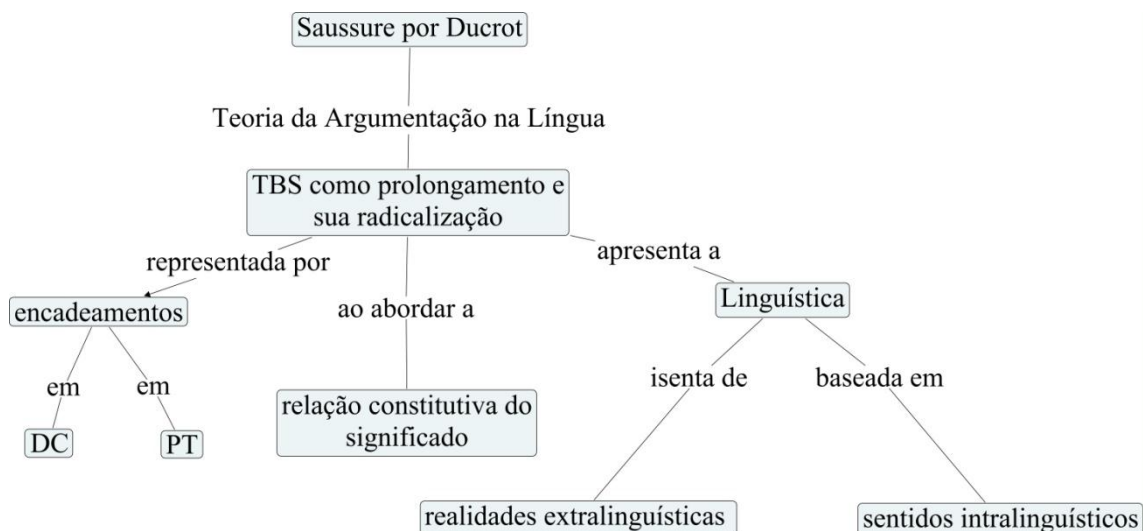 Saussure por Ducrot
Teoria da Argumentação na Língua
TBS como prolongamento e
sua radicalização
representada por
apresenta a
encadeamentos
ao abordar a
Linguística
em
em
isenta de
baseada em
DC
PT
relação constitutiva do
significado
realidades extralinguísticas
sentidos intralinguísticos